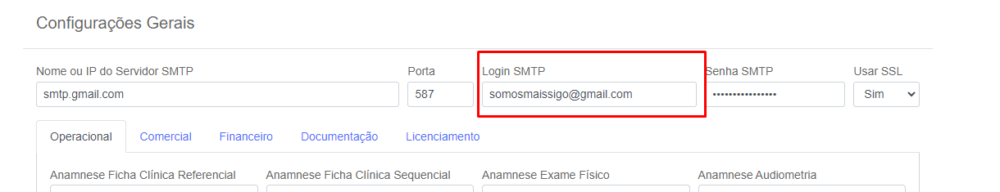 Configurações Gerais
Nome ou IP do Servidor SMTP Porta Login SMTP Senha SMTP Usar SSL
smtp.gmail.com 587 somosmaissigo@gmail.com ••••••••••••••• Sim
Operacional Comercial Financeiro Documentação Licenciamento
Anamnese Ficha Clínica Referencial Anamnese Ficha Clínica Sequencial Anamnese Exame Físico Anamnese Audiometria